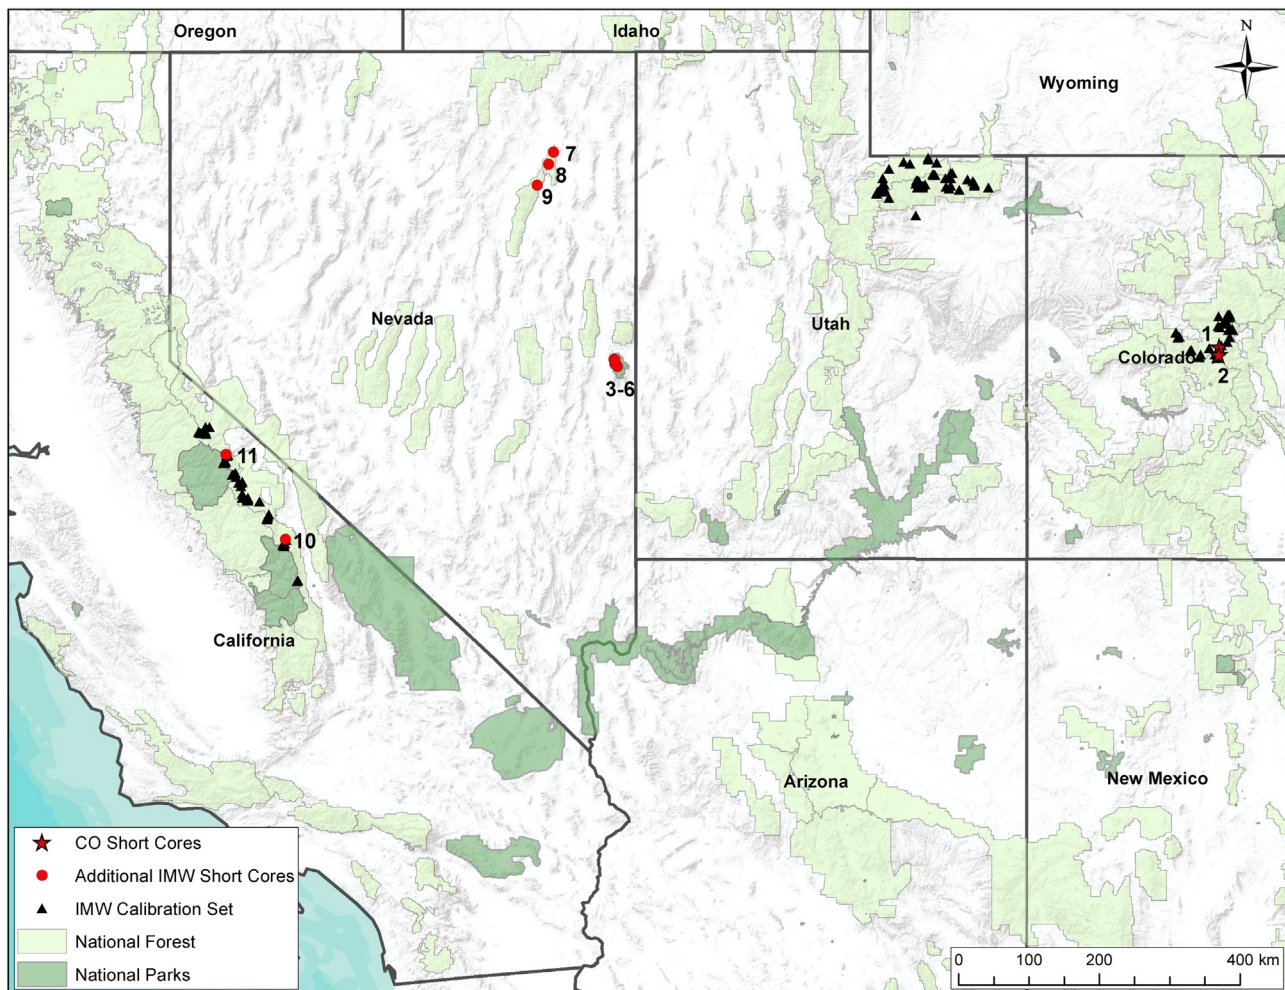 Oregon
Idaho
N
Wyoming
7
8
9
Nevada
Utah
1
Colorado
2
3-6
11
10
California
Arizona
New Mexico
CO Short Cores
Additional IMW Short Cores
IMW Calibration Set
National Forest
National Parks
0 100 200 400 km